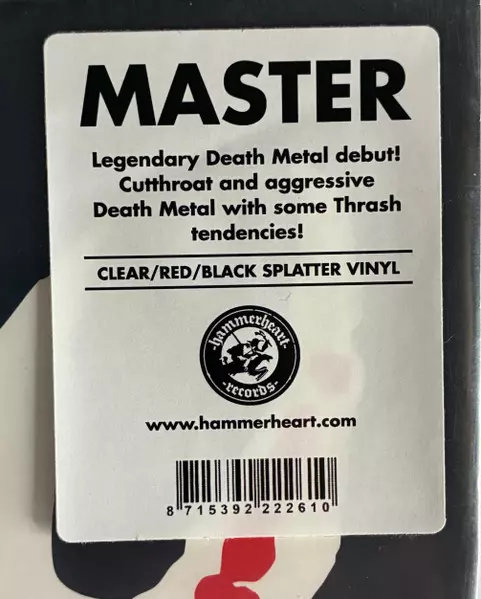 MASTER
Legendary Death Metal debut!
Cutthroat and aggressive
Death Metal with some Thrash
tendencies!
CLEAR/RED/BLACK SPLATTER VINYL
-hammerheart-
-records-
www.hammerheart.com
8 715392 222610